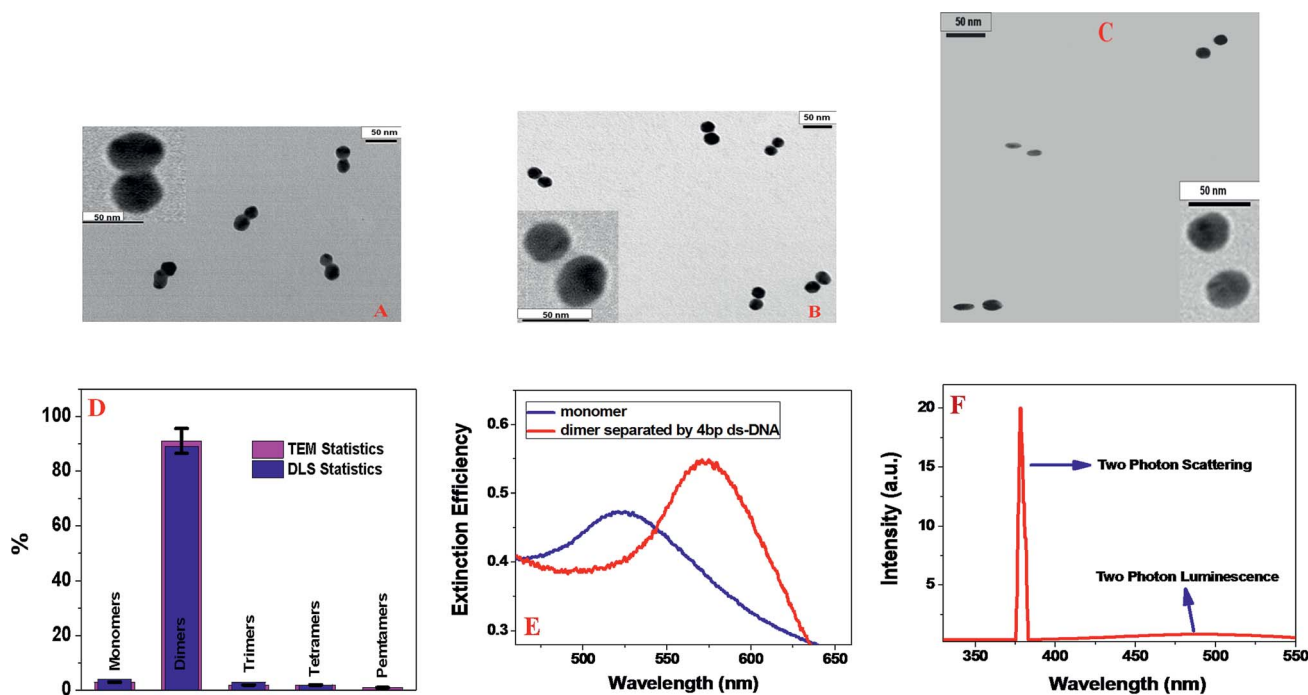 50 nm
50 nm
A
50 nm
50 nm
B
50 nm
C
50 nm
D
100
80
60
40
20
0
%
Monomers
Dimers
Trimers
Tetramers
Pemtamers
TEM Statistics
DLS Statistics
0.6
0.5
0.4
0.3
Extinction Efficiency
monomer
dimer separated by 4bp ds-DNA
E
500
550
600
650
Wavelength (nm)
F
20
15
10
5
Intensity (a.u.)
Two Photon Scattering
Two Photon Luminescence
350
400
450
500
550
Wavelength (nm)